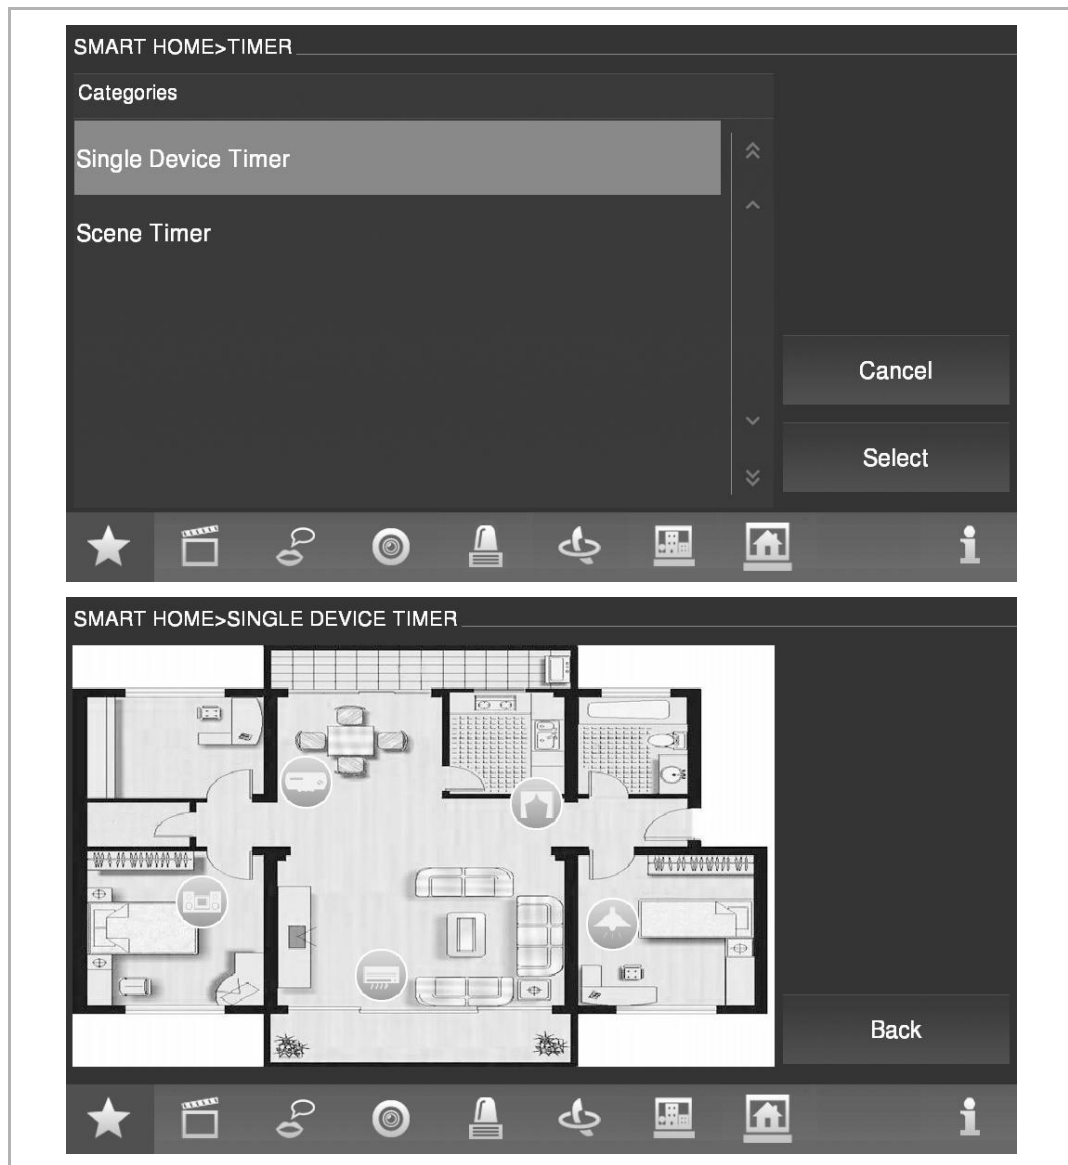 SMART HOME>TIMER
Categories
Single Device Timer
Scene Timer
Cancel
Select
SMART HOME>SINGLE DEVICE TIMER
Back